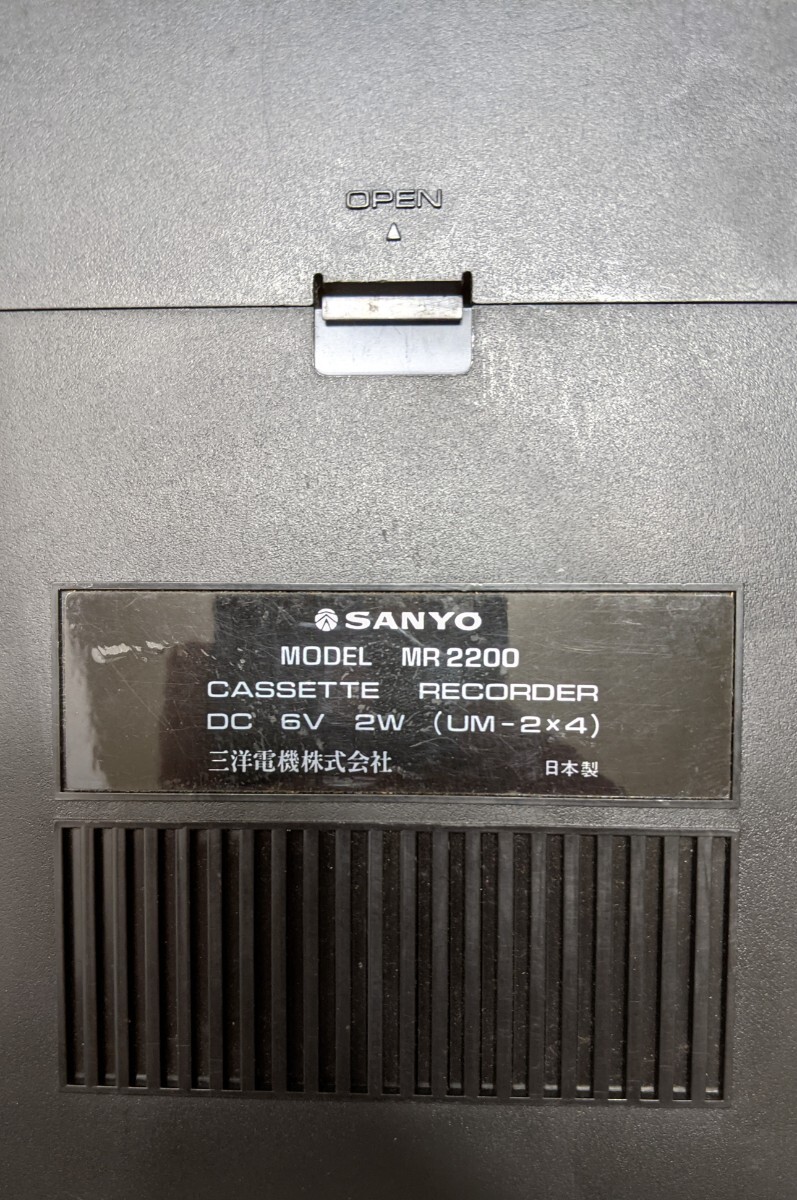 OPEN
SANYO
MODEL MR 2200
CASSETTE RECORDER
DC 6V 2W (UM-2×4)
三洋電機株式会社 日本製